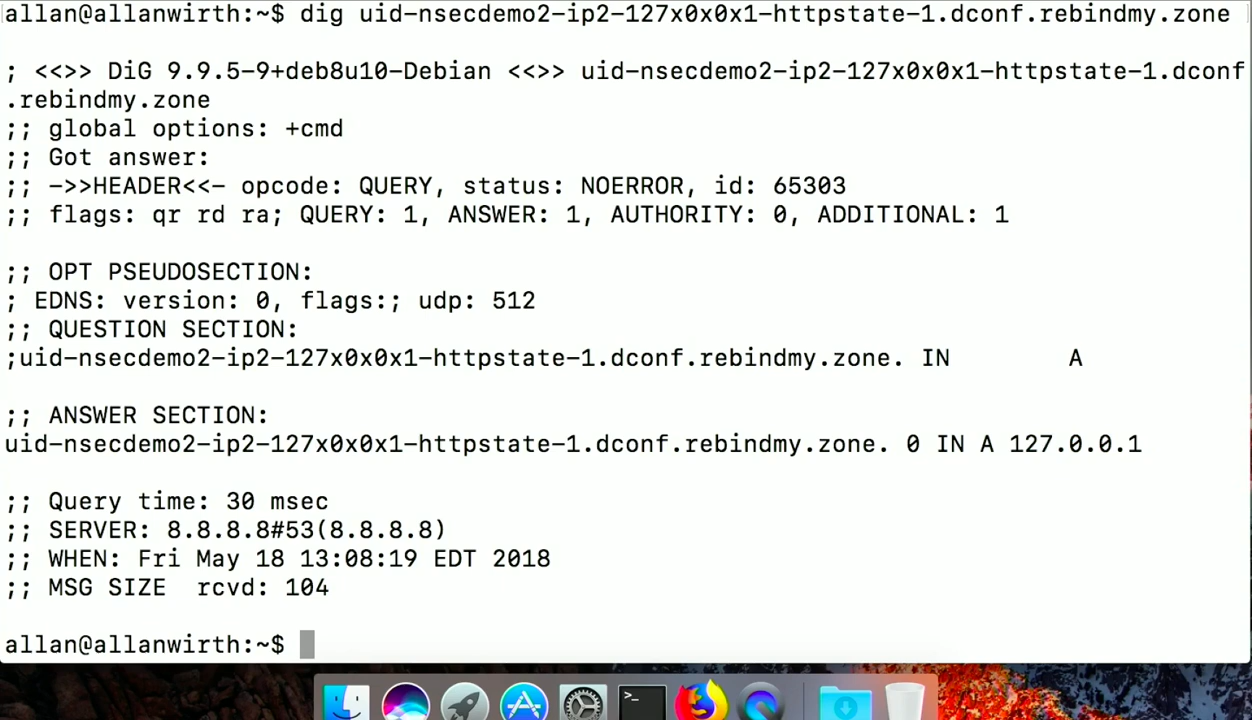 allan@allanwirth:~$ dig uid-nsecdemo2-ip2-127x0x0x1-httpstate-1.dconf.rebindmy.zone
; <<>> DiG 9.9.5-9+deb8u10-Debian <<>> uid-nsecdemo2-ip2-127x0x0x1-httpstate-1.dconf
.rebindmy.zone
;; global options: +cmd
;; Got answer:
;; ->>HEADER<<- opcode: QUERY, status: NOERROR, id: 65303
;; flags: qr rd ra; QUERY: 1, ANSWER: 1, AUTHORITY: 0, ADDITIONAL: 1
;; OPT PSEUDOSECTION:
; EDNS: version: 0, flags:; udp: 512
;; QUESTION SECTION:
;uid-nsecdemo2-ip2-127x0x0x1-httpstate-1.dconf.rebindmy.zone. IN A
;; ANSWER SECTION:
uid-nsecdemo2-ip2-127x0x0x1-httpstate-1.dconf.rebindmy.zone. 0 IN A 127.0.0.1
;; Query time: 30 msec
;; SERVER: 8.8.8.8#53(8.8.8.8)
;; WHEN: Fri May 18 13:08:19 EDT 2018
;; MSG SIZE rcvd: 104
allan@allanwirth:~$
>_